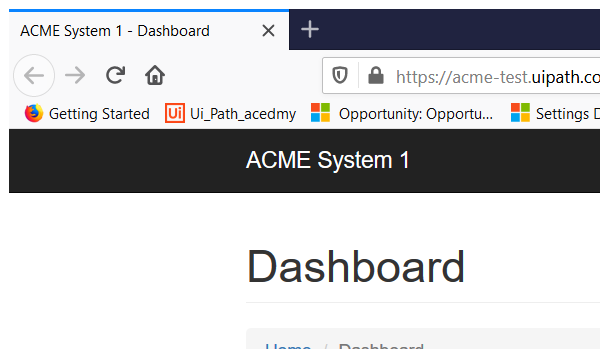 ACME System 1 - Dashboard
https://acme-test.uipath.co
Getting Started Ui Ui_Path_acedmy Opportunity: Opportu... Settings D
ACME System 1
Dashboard
Home / Dashboard